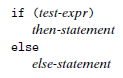 if (test-expr)
then-statement
else
else-statement